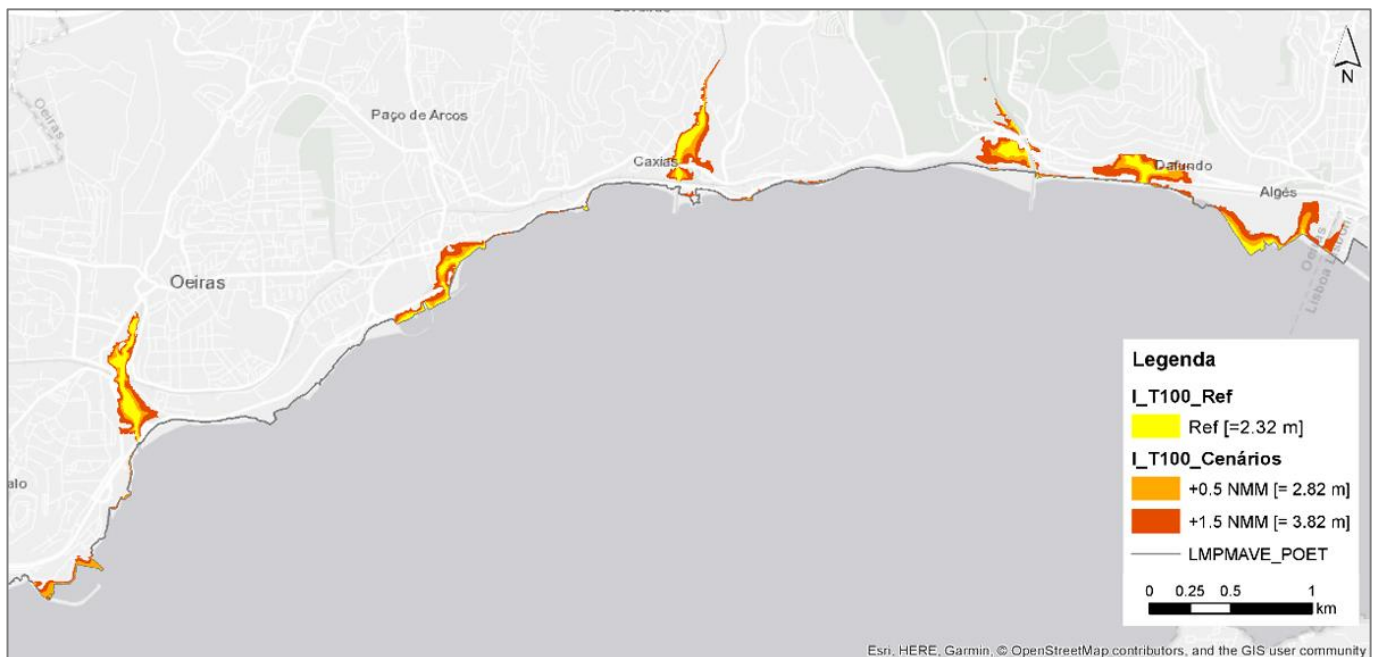 Oeiras
Paço de Arcos
Caxias
Dafundo
Algés
Oeiras
Lisboa
Oeiras
N
Legenda
I_T100_Ref
Ref [=2.32 m]
I_T100_Cenários
+0.5 NMM [= 2.82 m]
+1.5 NMM [= 3.82 m]
LMPMAVE_POET
0 0.25 0.5 1
km
alo
Esri, HERE, Garmin, © OpenStreetMap contributors, and the GIS user community